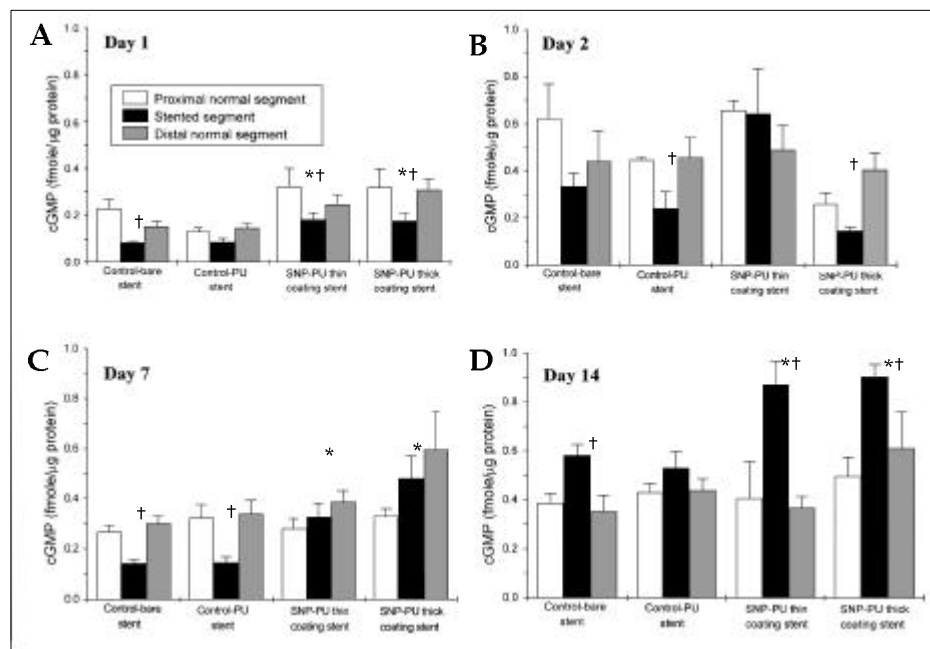 A
Day 1
1.0
0.8
0.6
0.4
0.2
0.0
cGMP (fmole/µg protein)
Proximal normal segment
Stented segment
Distal normal segment
†
*†
*†
Control-bare stent
Control-PU stent
SNP-PU thin coating stent
SNP-PU thick coating stent
B
Day 2
1.0
0.8
0.6
0.4
0.2
0.0
cGMP (fmole/µg protein)
†
†
Control-bare stent
Control-PU stent
SNP-PU thin coating stent
SNP-PU thick coating stent
C
Day 7
1.0
0.8
0.6
0.4
0.2
0.0
cGMP (fmole/µg protein)
†
†
*
*
Control-bare stent
Control-PU stent
SNP-PU thin coating stent
SNP-PU thick coating stent
D
Day 14
1.0
0.8
0.6
0.4
0.2
0.0
cGMP (fmole/µg protein)
†
*†
*†
Control-bare stent
Control-PU stent
SNP-PU thin coating stent
SNP-PU thick coating stent